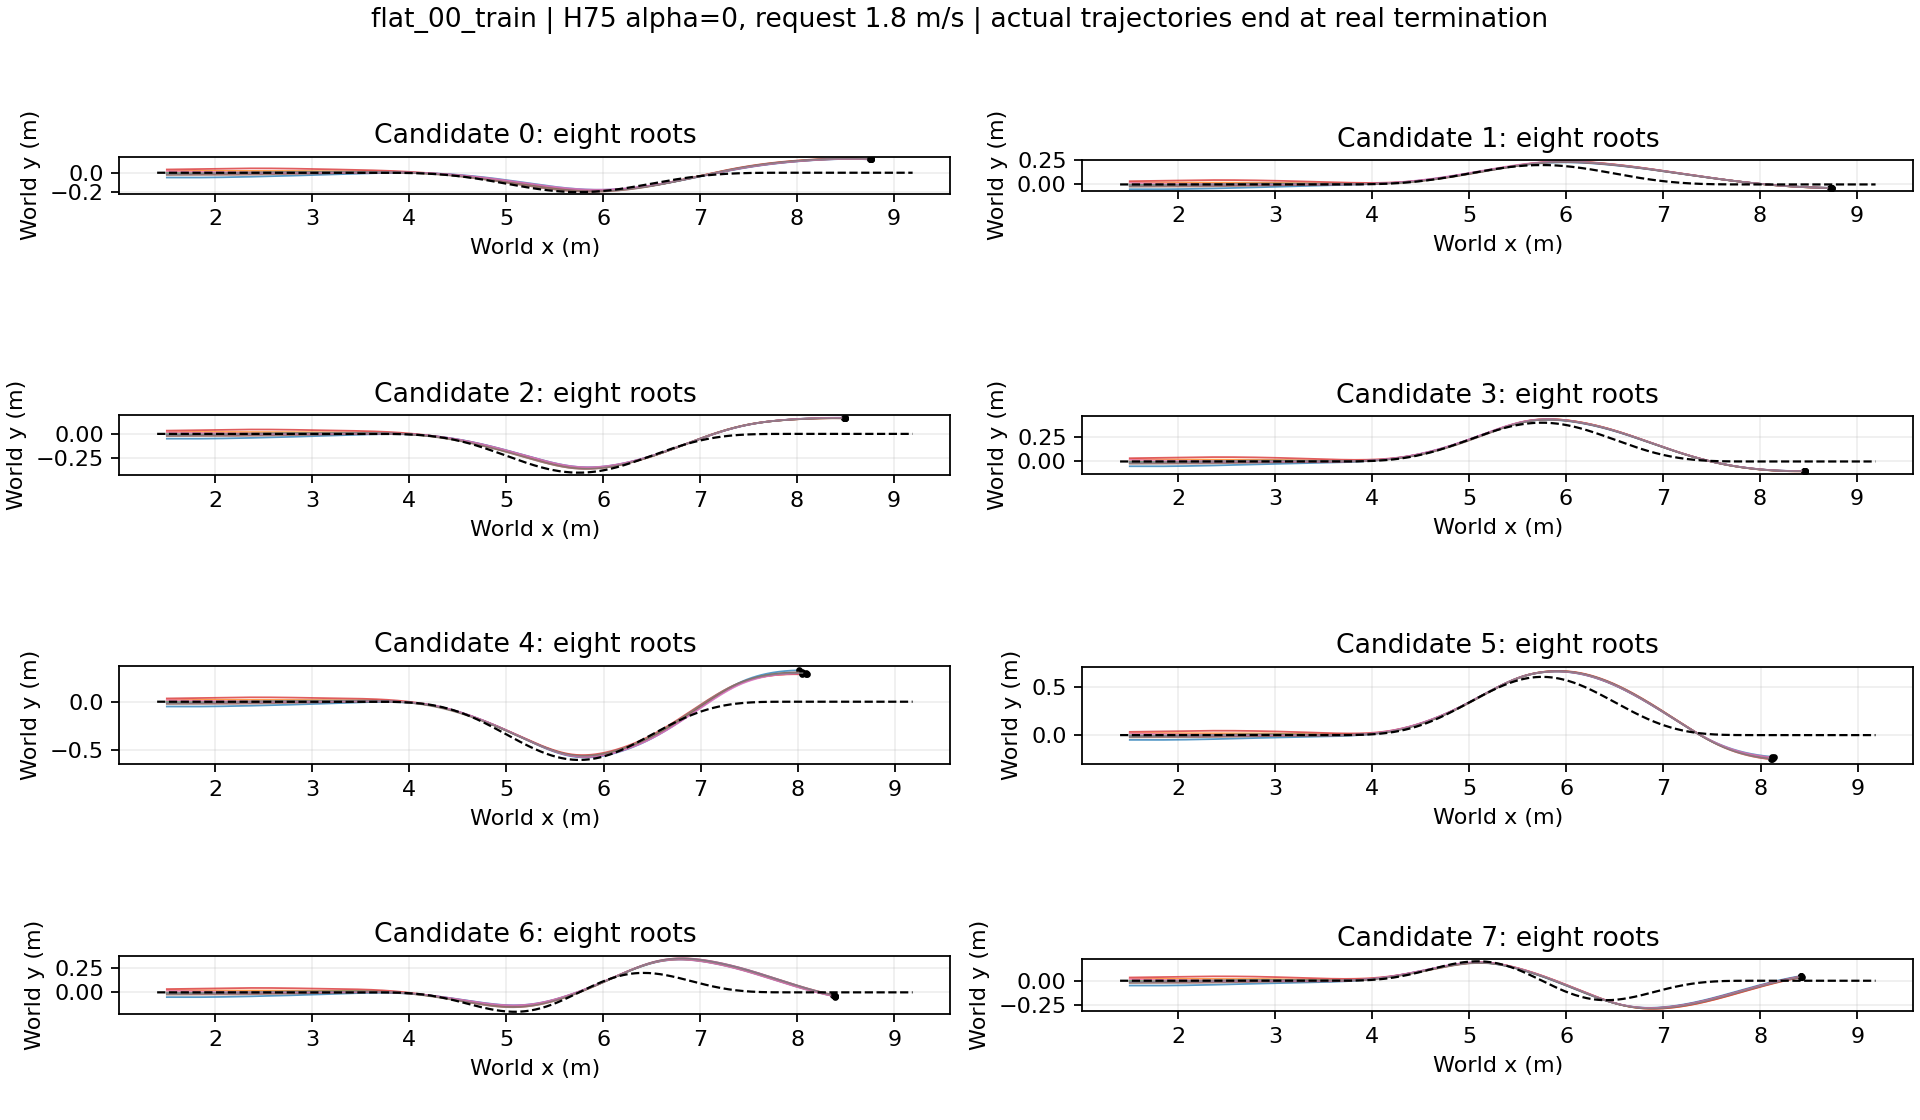 flat_00_train | H75 alpha=0, request 1.8 m/s | actual trajectories end at real termination
Candidate 0: eight roots
World y (m)
0.0
−0.2
2 3 4 5 6 7 8 9
World x (m)
Candidate 1: eight roots
World y (m)
0.25
0.00
2 3 4 5 6 7 8 9
World x (m)
Candidate 2: eight roots
World y (m)
0.00
−0.25
2 3 4 5 6 7 8 9
World x (m)
Candidate 3: eight roots
World y (m)
0.25
0.00
2 3 4 5 6 7 8 9
World x (m)
Candidate 4: eight roots
World y (m)
0.0
−0.5
2 3 4 5 6 7 8 9
World x (m)
Candidate 5: eight roots
World y (m)
0.5
0.0
2 3 4 5 6 7 8 9
World x (m)
Candidate 6: eight roots
World y (m)
0.25
0.00
2 3 4 5 6 7 8 9
World x (m)
Candidate 7: eight roots
World y (m)
0.00
−0.25
2 3 4 5 6 7 8 9
World x (m)